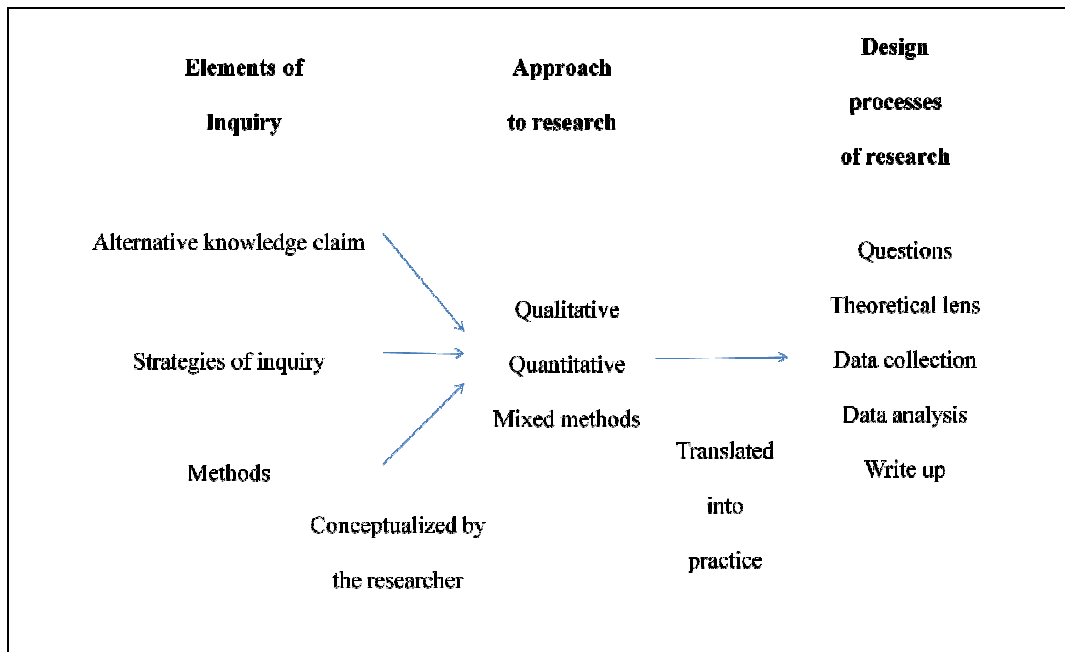 Elements of
Inquiry
Approach
to research
Design
processes
of research
Alternative knowledge claim
Strategies of inquiry
Methods
Conceptualized by
the researcher
Qualitative
Quantitative
Mixed methods
Translated
into
practice
Questions
Theoretical lens
Data collection
Data analysis
Write up